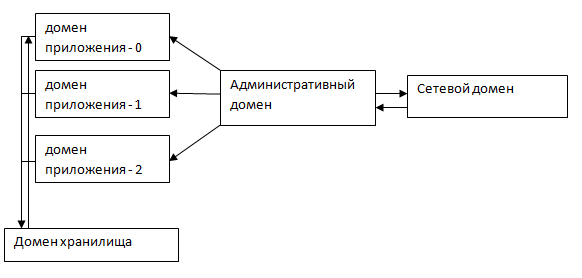 домен
приложения - 0
домен
приложения - 1
домен
приложения - 2
Административный
домен
Сетевой домен
Домен хранилища